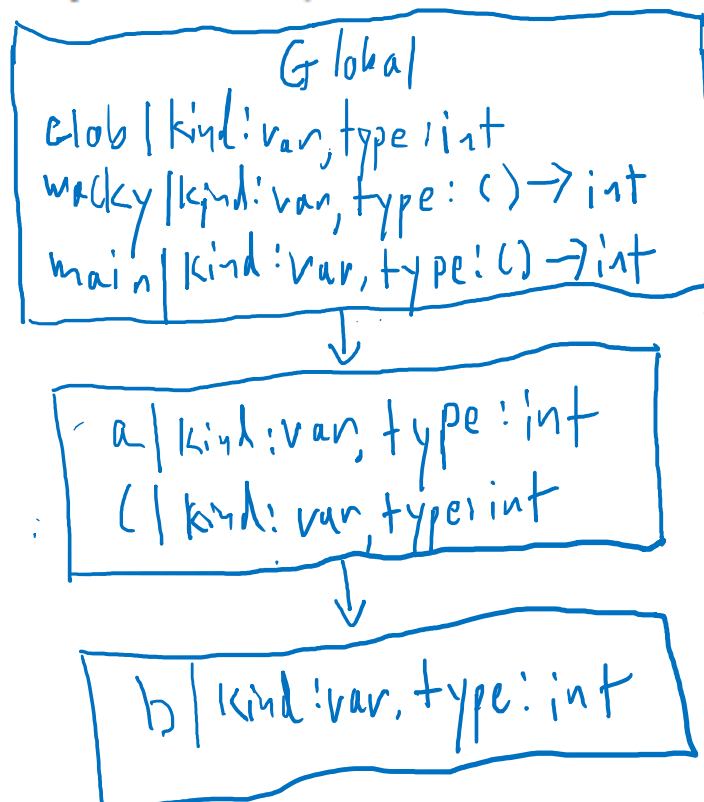 Global
glob | kind: var, type: int
wacky | kind: var, type: () → int
main | kind: var, type: () → int
a | kind: var, type: int
c | kind: var, type: int
b | kind: var, type: int